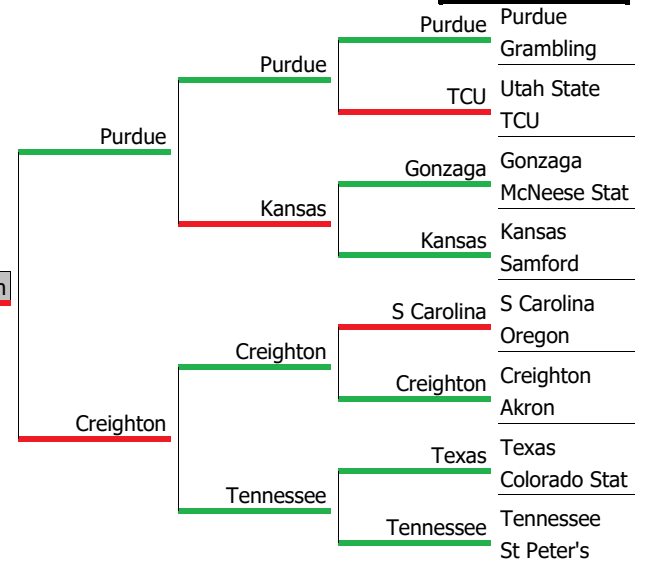 Purdue
Purdue
Grambling
Purdue
TCU
Utah State
TCU
Purdue
Gonzaga
Gonzaga
McNeese Stat
Kansas
Kansas
Kansas
Samford
S Carolina
S Carolina
Oregon
Creighton
Creighton
Creighton
Akron
Creighton
Texas
Texas
Colorado Stat
Tennessee
Tennessee
Tennessee
St Peter's